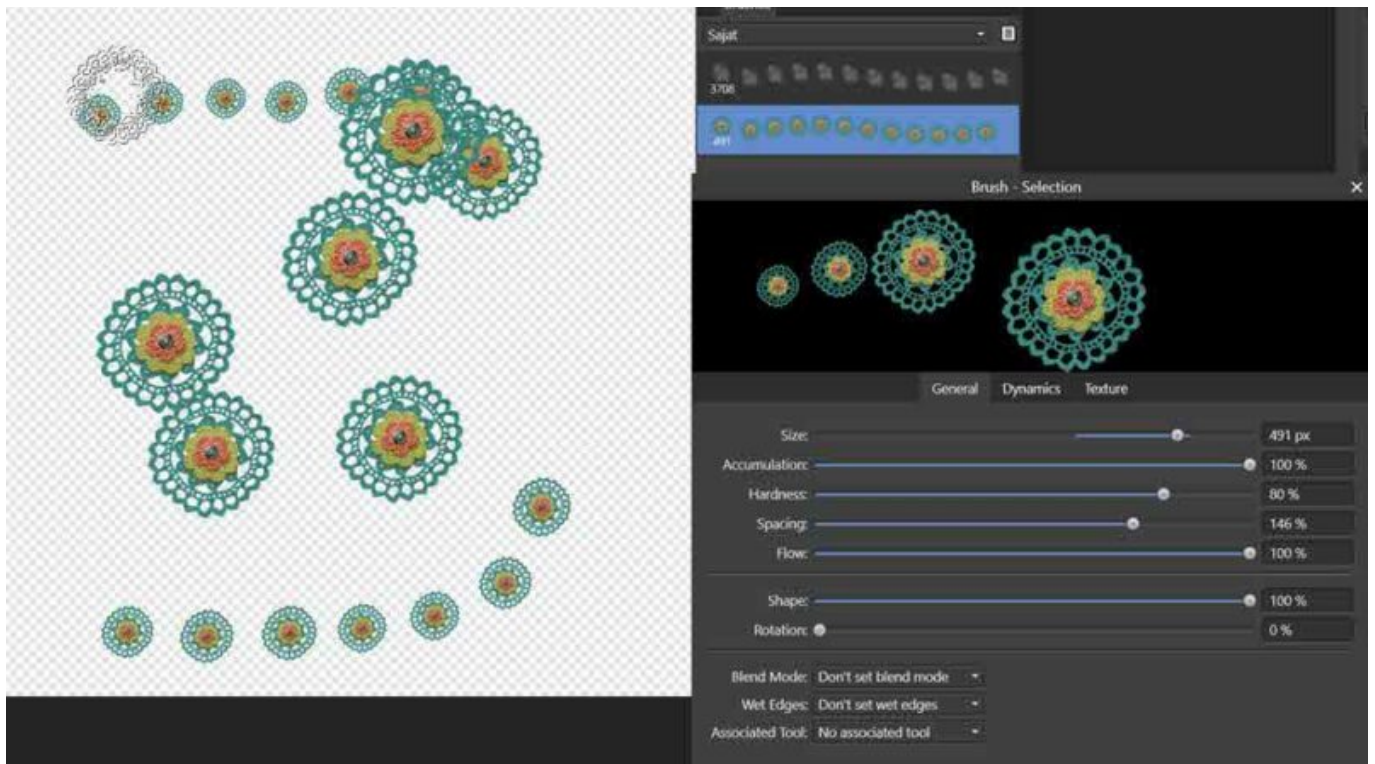 Sajat
3708
491
Brush - Selection
General Dynamics Texture
Size: 491 px
Accumulation: 100 %
Hardness: 80 %
Spacing: 146 %
Flow: 100 %
Shape: 100 %
Rotation: 0 %
Blend Mode: Don't set blend mode
Wet Edges: Don't set wet edges
Associated Tool: No associated tool